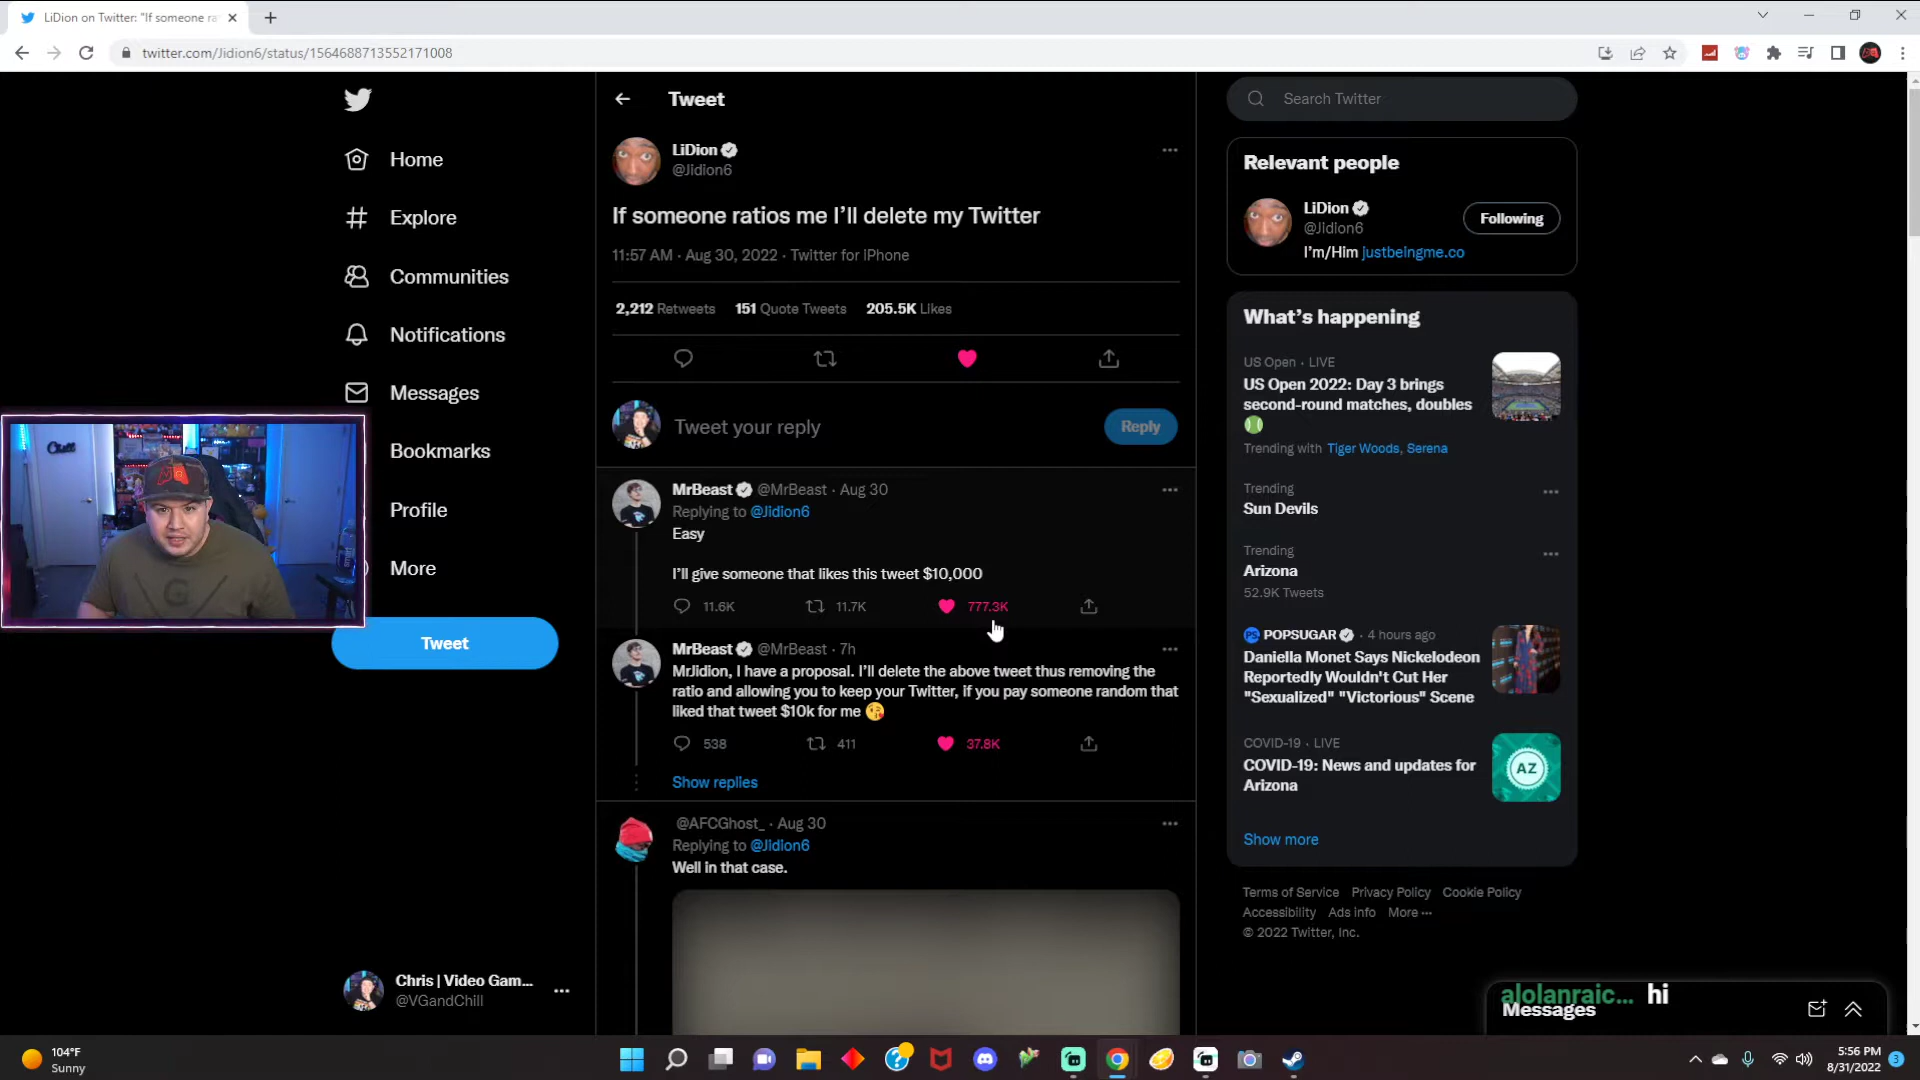 LiDion on Twitter: "If someone ra
twitter.com/Jidion6/status/1564688713552171008
Home
Explore
Communities
Notifications
Messages
Bookmarks
Profile
More
Tweet
Chris | Video Gam...
@VGandChill
Chill
Tweet
LiDion
@Jidion6
If someone ratios me I'll delete my Twitter
11:57 AM · Aug 30, 2022 · Twitter for iPhone
2,212 Retweets 151 Quote Tweets 205.5K Likes
Tweet your reply
Reply
MrBeast @MrBeast · Aug 30
Replying to @Jidion6
Easy
I'll give someone that likes this tweet $10,000
11.6K 11.7K 777.3K
MrBeast @MrBeast · 7h
MrJidion, I have a proposal. I'll delete the above tweet thus removing the
ratio and allowing you to keep your Twitter, if you pay someone random that
liked that tweet $10k for me 😘
538 411 37.8K
Show replies
@AFCGhost_ · Aug 30
Replying to @Jidion6
Well in that case.
Search Twitter
Relevant people
LiDion
@Jidion6
Following
I'm/Him justbeingme.co
What's happening
US Open · LIVE
US Open 2022: Day 3 brings
second-round matches, doubles
🎾
Trending with Tiger Woods, Serena
Trending
Sun Devils
Trending
Arizona
52.9K Tweets
POPSUGAR · 4 hours ago
Daniella Monet Says Nickelodeon
Reportedly Wouldn't Cut Her
"Sexualized" "Victorious" Scene
COVID-19 · LIVE
COVID-19: News and updates for
Arizona
AZ
Show more
Terms of Service Privacy Policy Cookie Policy
Accessibility Ads info More ···
© 2022 Twitter, Inc.
alolanraic... hi
Messages
104°F
Sunny
5:56 PM
8/31/2022
3